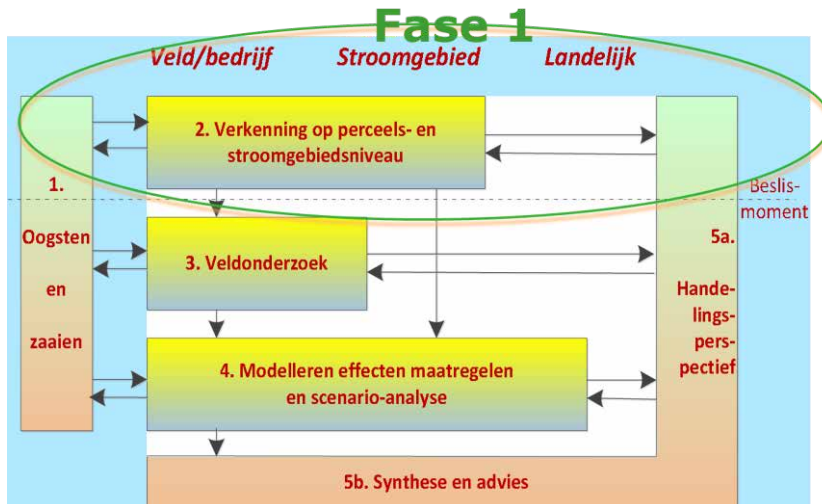 Fase 1
Veld/bedrijf Stroomgebied Landelijk
2. Verkenning op perceels- en
stroomgebiedsniveau
1.
Oogsten
en
zaaien
Beslis-
moment
3. Veldonderzoek
5a.
Hande-
lings-
pers-
pectief
4. Modelleren effecten maatregelen
en scenario-analyse
5b. Synthese en advies